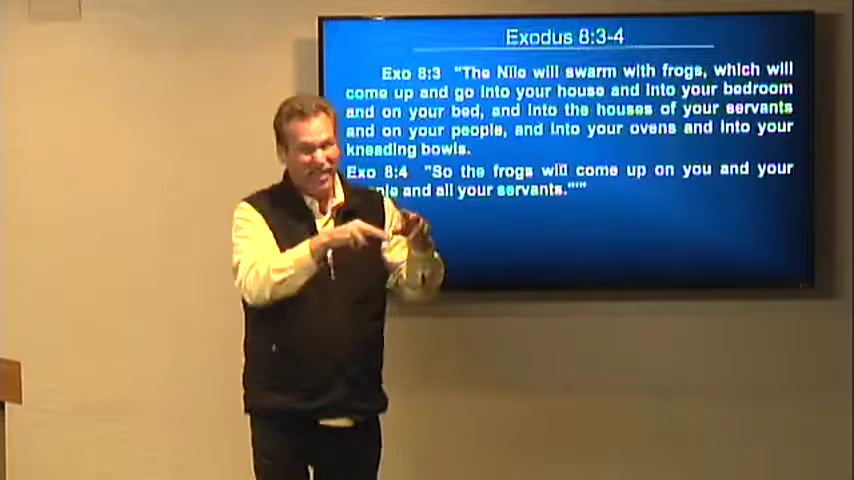 Exodus 8:3-4
Exo 8:3 "The Nile will swarm with frogs, which will
come up and go into your house and into your bedroom
and on your bed, and into the houses of your servants
and on your people, and into your ovens and into your
kneading bowls.
Exo 8:4 "So the frogs will come up on you and your
and all your servants."'"